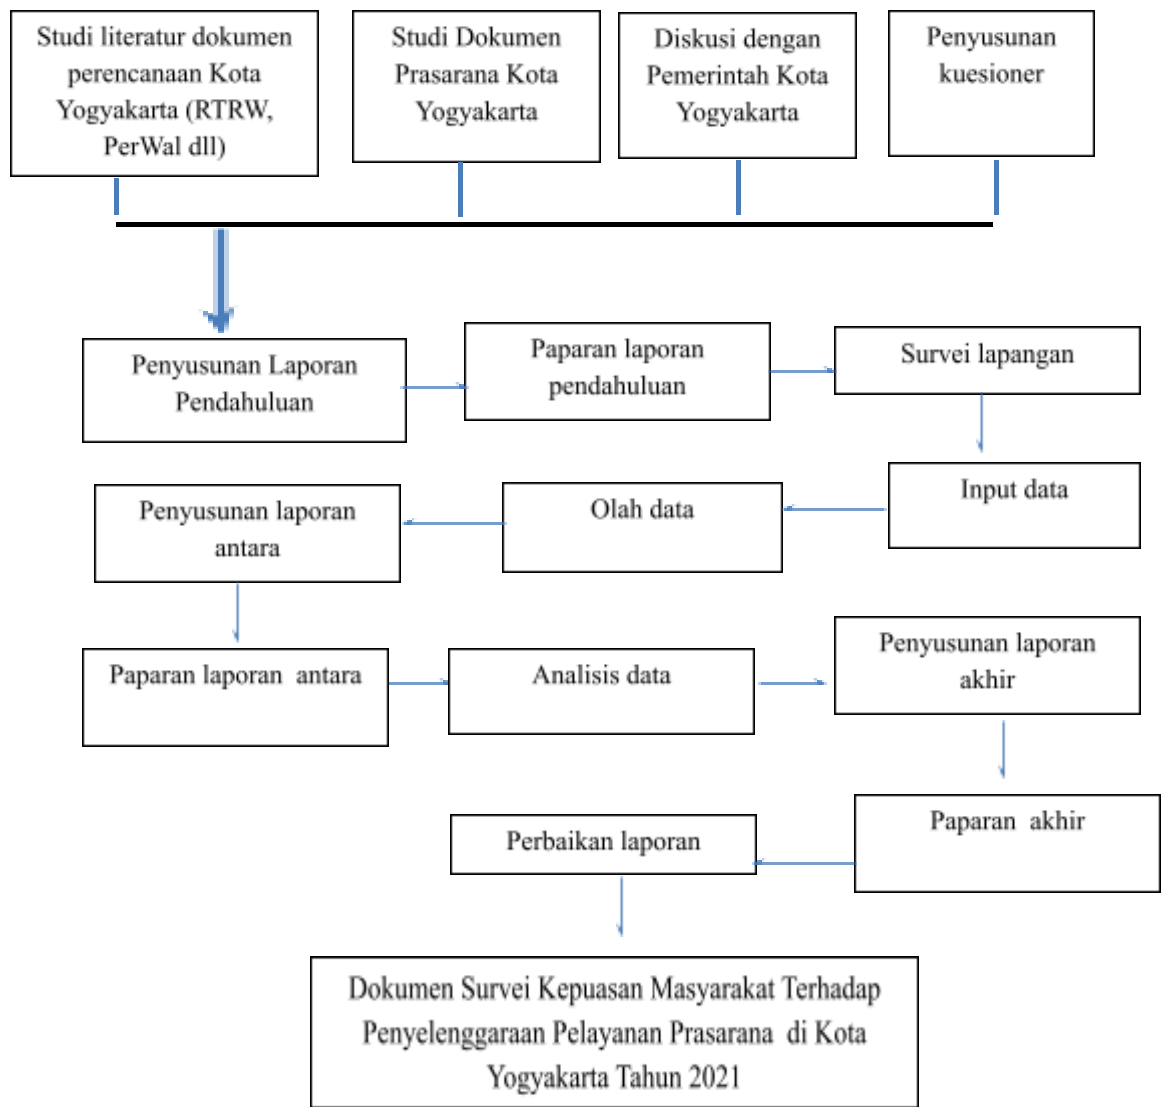 Studi literatur dokumen
perencanaan Kota
Yogyakarta (RTRW,
PerWal dll)
Studi Dokumen
Prasarana Kota
Yogyakarta
Diskusi dengan
Pemerintah Kota
Yogyakarta
Penyusunan
kuesioner
Penyusunan Laporan
Pendahuluan
Paparan laporan
pendahuluan
Survei lapangan
Input data
Olah data
Penyusunan laporan
antara
Paparan laporan antara
Analisis data
Penyusunan laporan
akhir
Paparan akhir
Perbaikan laporan
Dokumen Survei Kepuasan Masyarakat Terhadap
Penyelenggaraan Pelayanan Prasarana di Kota
Yogyakarta Tahun 2021